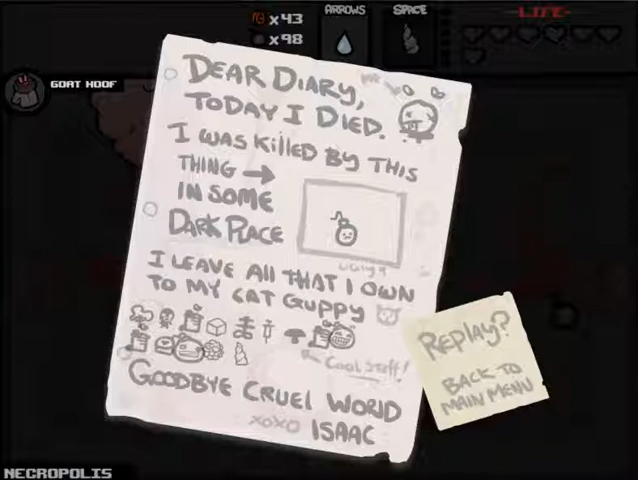 x43
x98
ARROWS
SPACE
-LIFE-
GOAT HOOF
DEAR DIARY,
TODAY I DIED.
I WAS KILLED BY THIS
THING →
IN SOME
DARK PLACE
I LEAVE ALL THAT I OWN
TO MY CAT GUPPY
COOL STUFF!
GOODBYE CRUEL WORLD
XOXO ISAAC
REPLAY?
BACK TO
MAIN MENU
NECROPOLIS